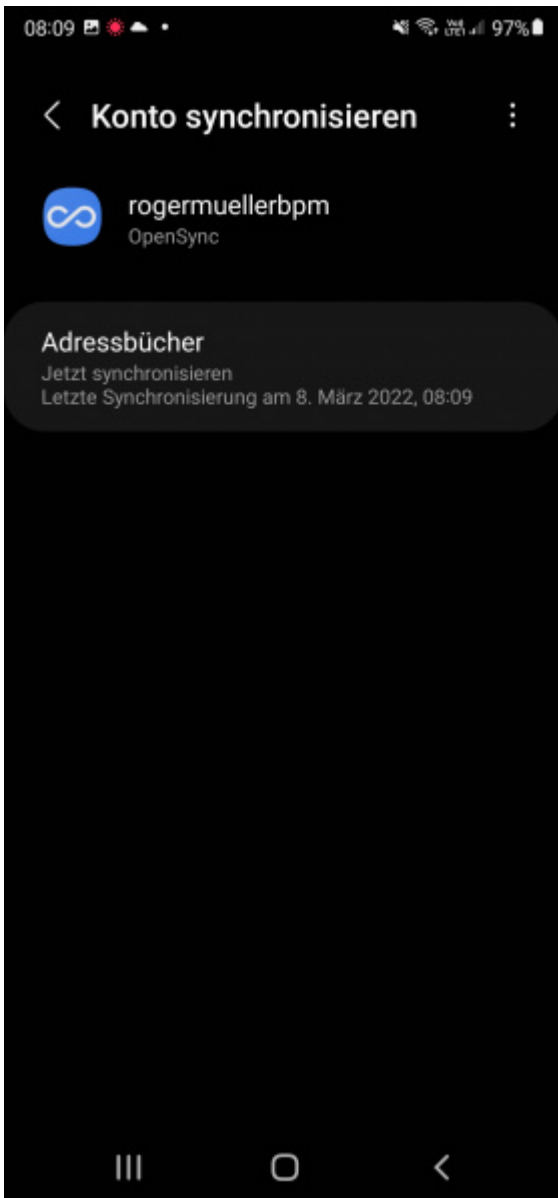 08:09 97%
Konto synchronisieren
rogermuellerbpm
OpenSync
Adressbücher
Jetzt synchronisieren
Letzte Synchronisierung am 8. März 2022, 08:09